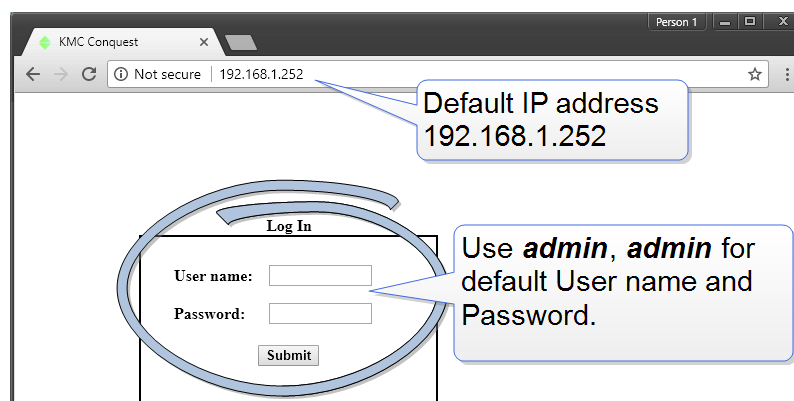 Person 1
KMC Conquest
Not secure
192.168.1.252
Default IP address
192.168.1.252
Log In
User name:
Password:
Submit
Use admin, admin for
default User name and
Password.